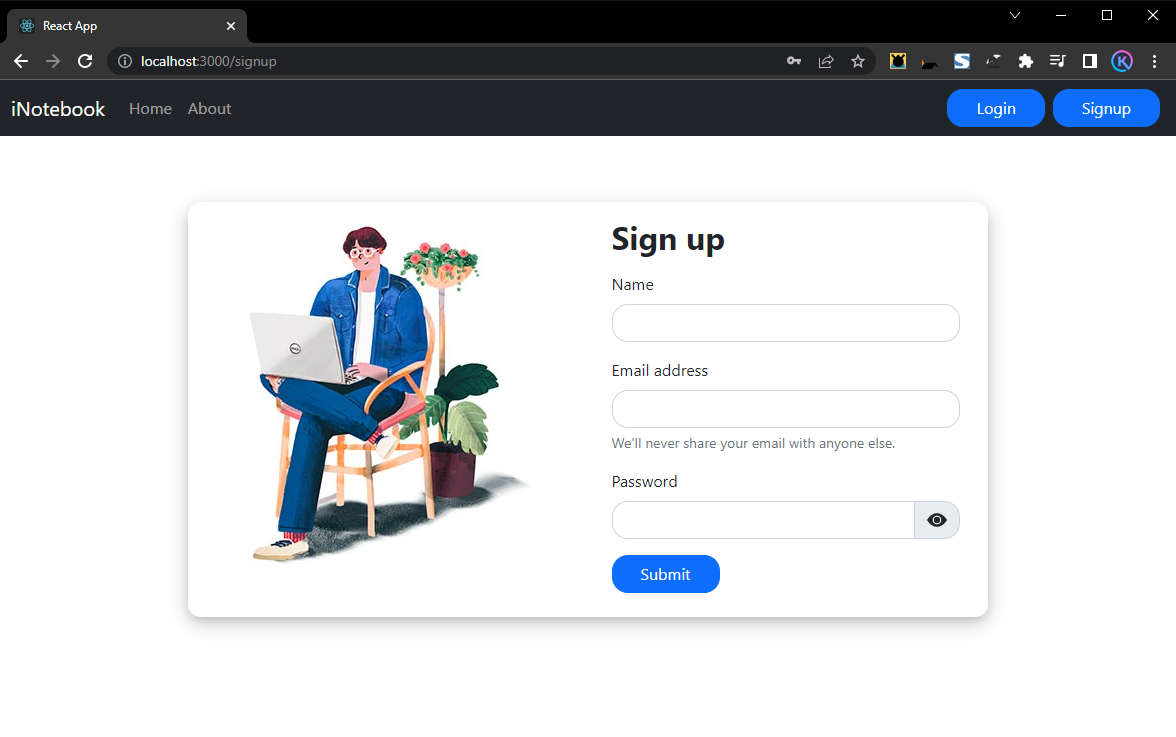 React App
localhost:3000/signup
K
iNotebook Home About Login Signup
Sign up
Name
Email address
We'll never share your email with anyone else.
Password
Submit
DELL